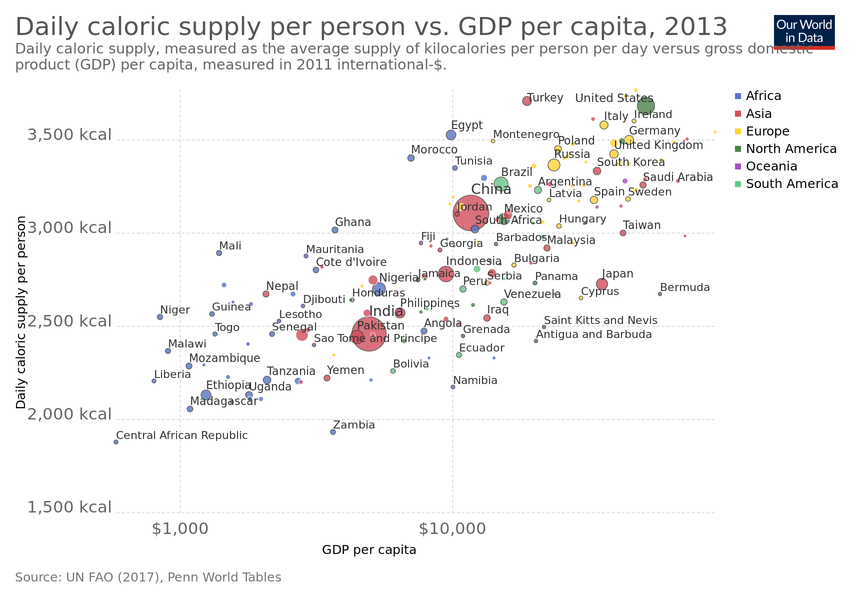 Daily caloric supply per person vs. GDP per capita, 2013
Our World
in Data
Daily caloric supply, measured as the average supply of kilocalories per person per day versus gross domestic
product (GDP) per capita, measured in 2011 international-$.
Africa
Asia
Europe
North America
Oceania
South America
Daily caloric supply per person
3,500 kcal
3,000 kcal
2,500 kcal
2,000 kcal
1,500 kcal
Turkey
United States
Italy
Ireland
Egypt
Montenegro
Germany
Poland
United Kingdom
Morocco
Russia
Tunisia
South Korea
Brazil
Argentina
Saudi Arabia
China
Latvia
Spain
Sweden
Jordan
Mexico
South Africa
Hungary
Ghana
Taiwan
Fiji
Georgia
Barbados
Malaysia
Mali
Mauritania
Cote d'Ivoire
Indonesia
Bulgaria
Nigeria
Jamaica
Serbia
Japan
Nepal
Honduras
Peru
Panama
Bermuda
Djibouti
Philippines
Venezuela
Cyprus
Niger
Guinea
Lesotho
India
Iraq
Togo
Senegal
Pakistan
Angola
Grenada
Saint Kitts and Nevis
Malawi
Sao Tome and Principe
Ecuador
Antigua and Barbuda
Mozambique
Liberia
Ethiopia
Uganda
Tanzania
Yemen
Bolivia
Namibia
Madagascar
Zambia
Central African Republic
$1,000
$10,000
GDP per capita
Source: UN FAO (2017), Penn World Tables